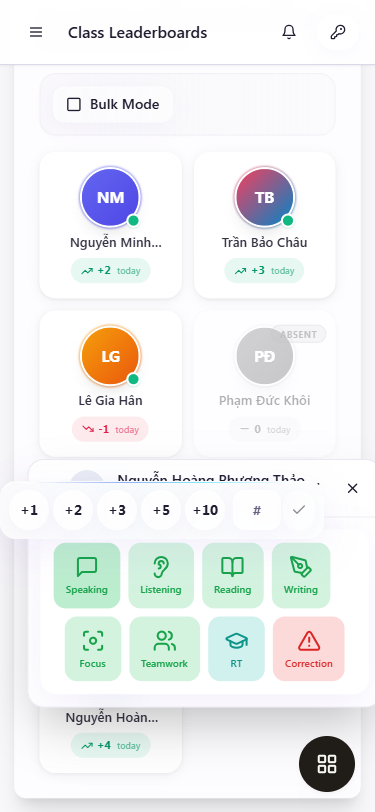 Class Leaderboards
Bulk Mode
NM
TB
Nguyễn Minh...
Trần Bảo Châu
+2 today
+3 today
LG
PĐ
ABSENT
Lê Gia Hân
Phạm Đức Khôi
-1 today
0 today
Nguyễn Hoàng Phương Thảo
+1 +2 +3 +5 +10 #
Speaking
Listening
Reading
Writing
Focus
Teamwork
RT
Correction
Nguyễn Hoàn...
+4 today